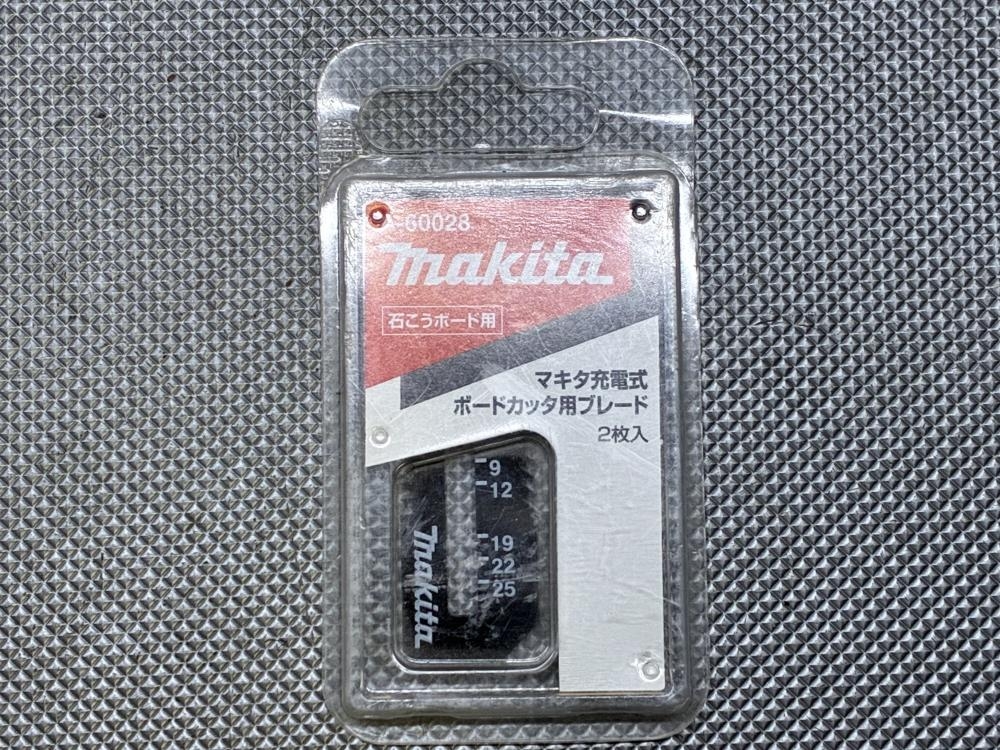 -60028
makita
石こうボード用
マキタ充電式
ボードカッタ用ブレード
2枚入
9
12
19
22
25
makita